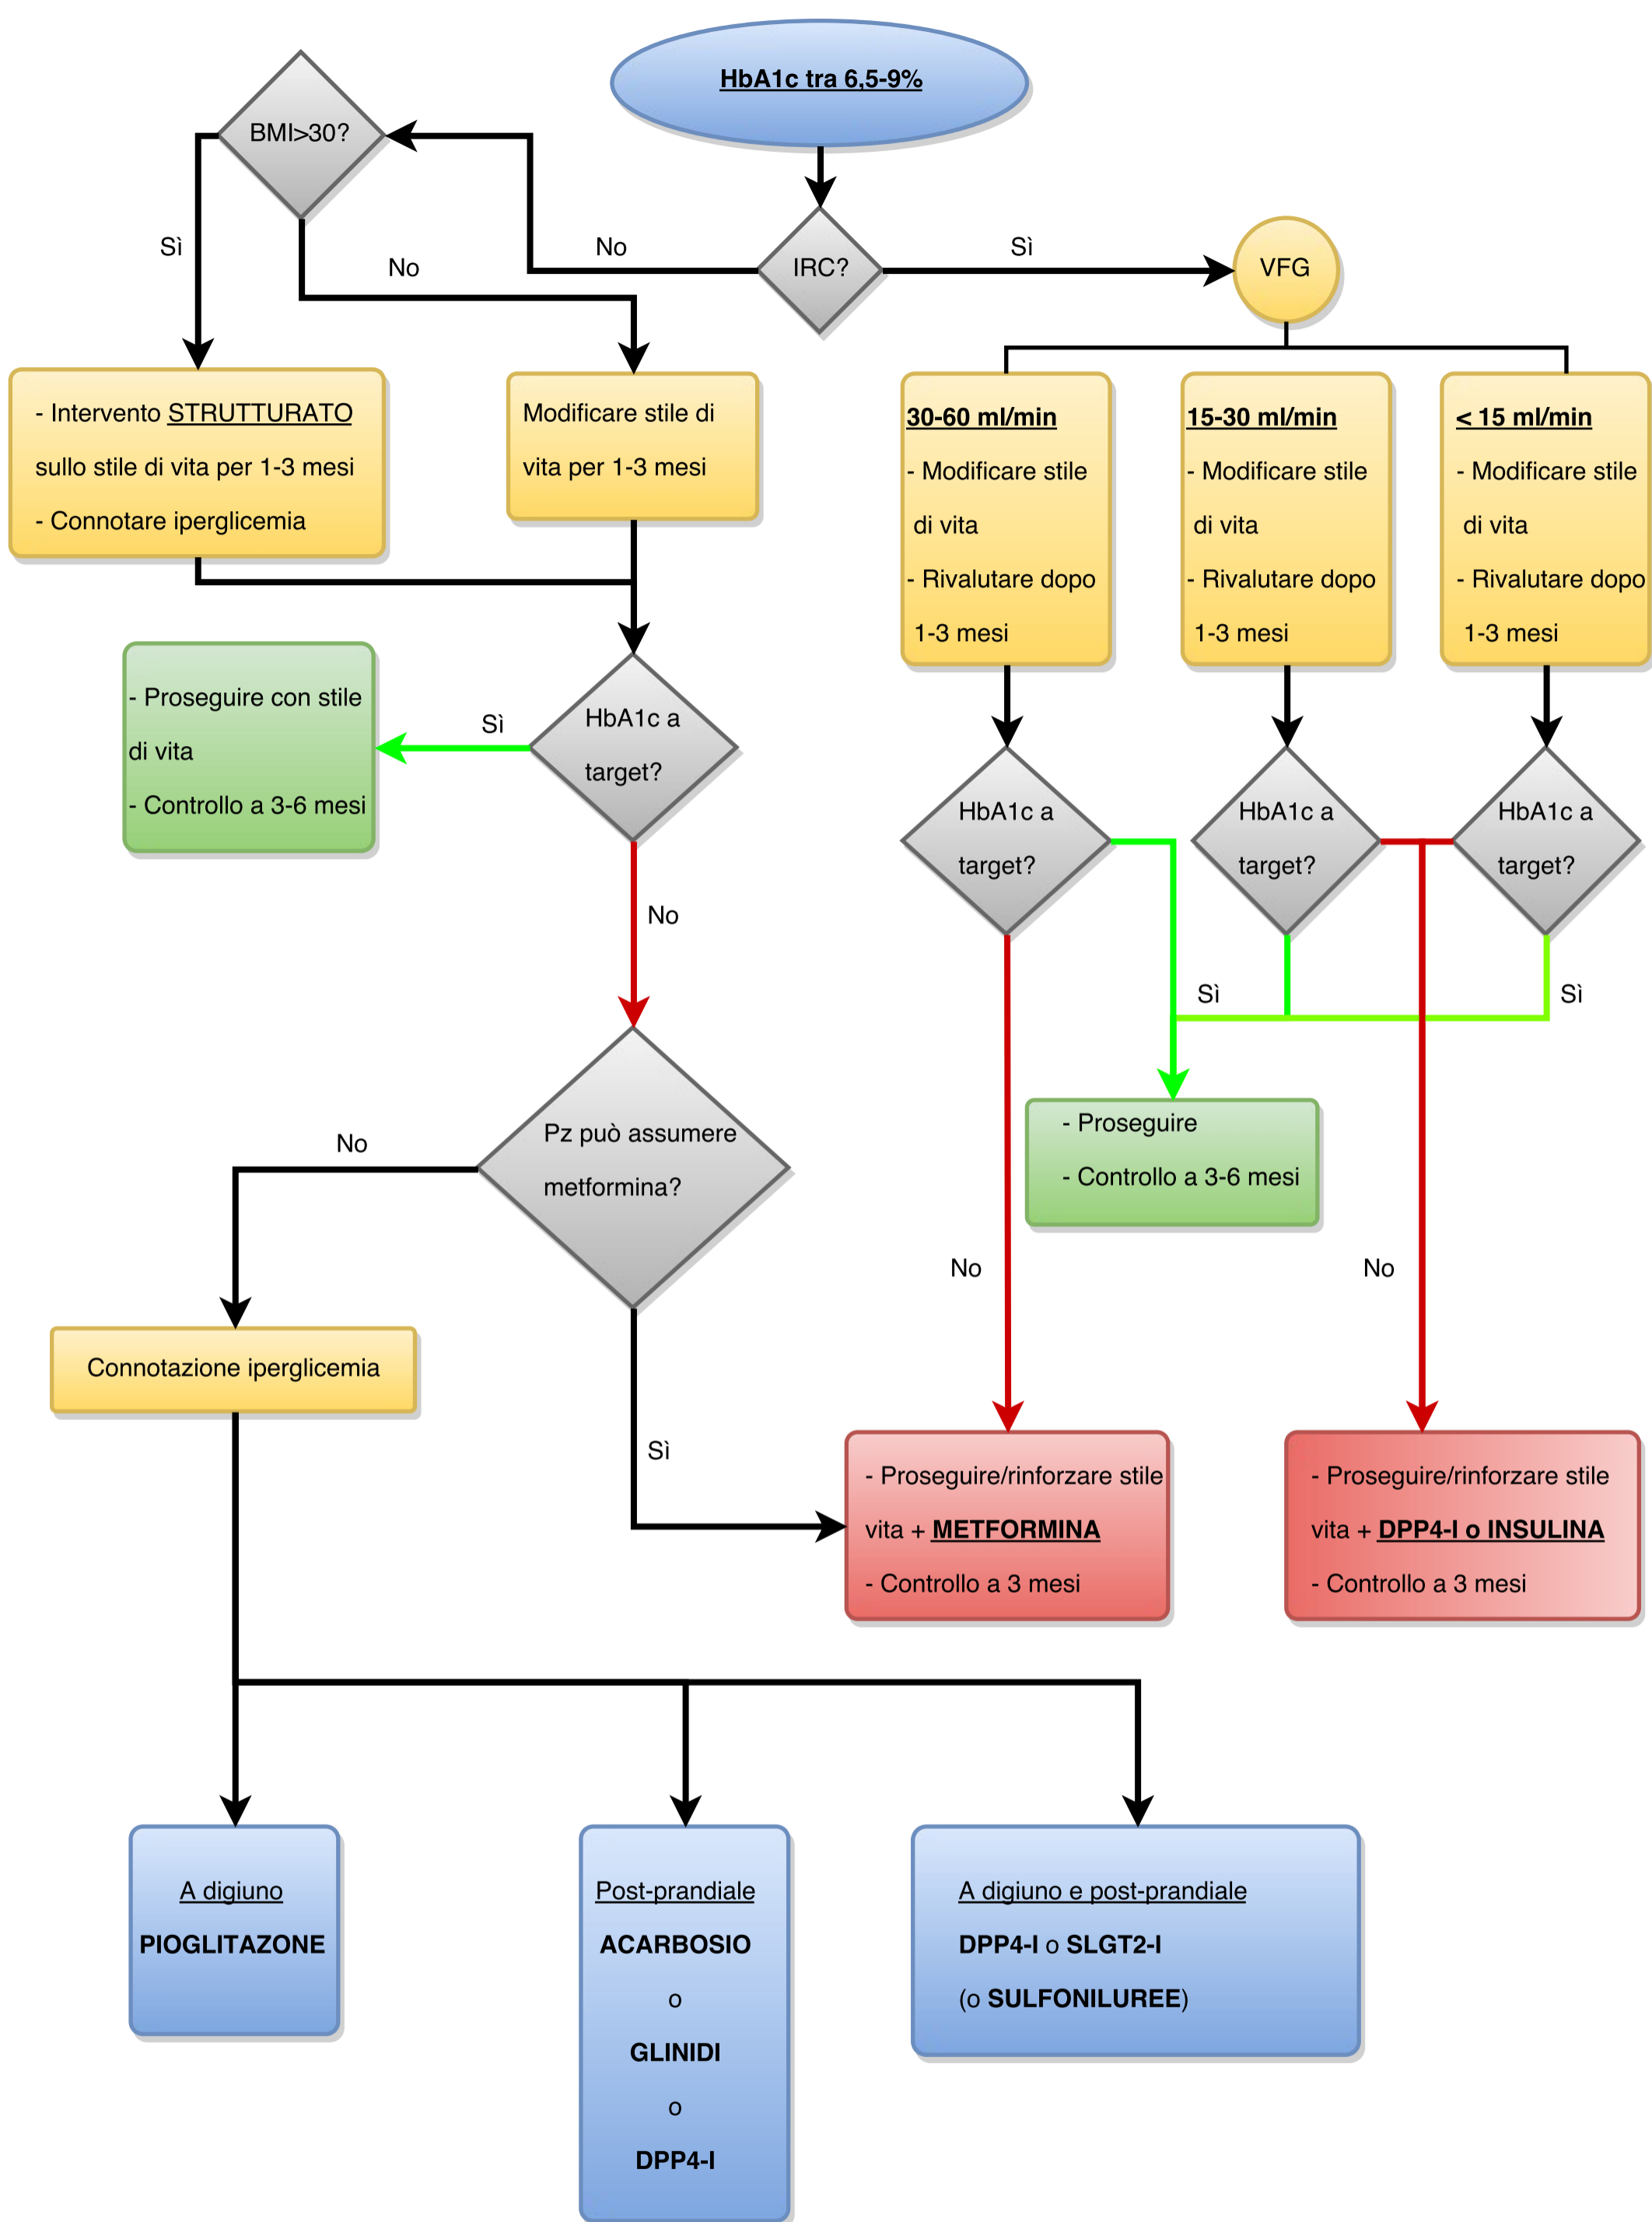 HbA1c tra 6,5-9%
BMI>30?
IRC?
VFG
Sì
No
No
Sì
- Intervento STRUTTURATO
sullo stile di vita per 1-3 mesi
- Connotare iperglicemia
Modificare stile di
vita per 1-3 mesi
30-60 ml/min
- Modificare stile
di vita
- Rivalutare dopo
1-3 mesi
15-30 ml/min
- Modificare stile
di vita
- Rivalutare dopo
1-3 mesi
< 15 ml/min
- Modificare stile
di vita
- Rivalutare dopo
1-3 mesi
- Proseguire con stile
di vita
- Controllo a 3-6 mesi
Sì
HbA1c a
target?
HbA1c a
target?
HbA1c a
target?
HbA1c a
target?
No
Sì
Sì
Pz può assumere
metformina?
- Proseguire
- Controllo a 3-6 mesi
No
No
No
Connotazione iperglicemia
Sì
- Proseguire/rinforzare stile
vita + METFORMINA
- Controllo a 3 mesi
- Proseguire/rinforzare stile
vita + DPP4-I o INSULINA
- Controllo a 3 mesi
A digiuno
PIOGLITAZONE
Post-prandiale
ACARBOSIO
o
GLINIDI
o
DPP4-I
A digiuno e post-prandiale
DPP4-I o SLGT2-I
(o SULFONILUREE)